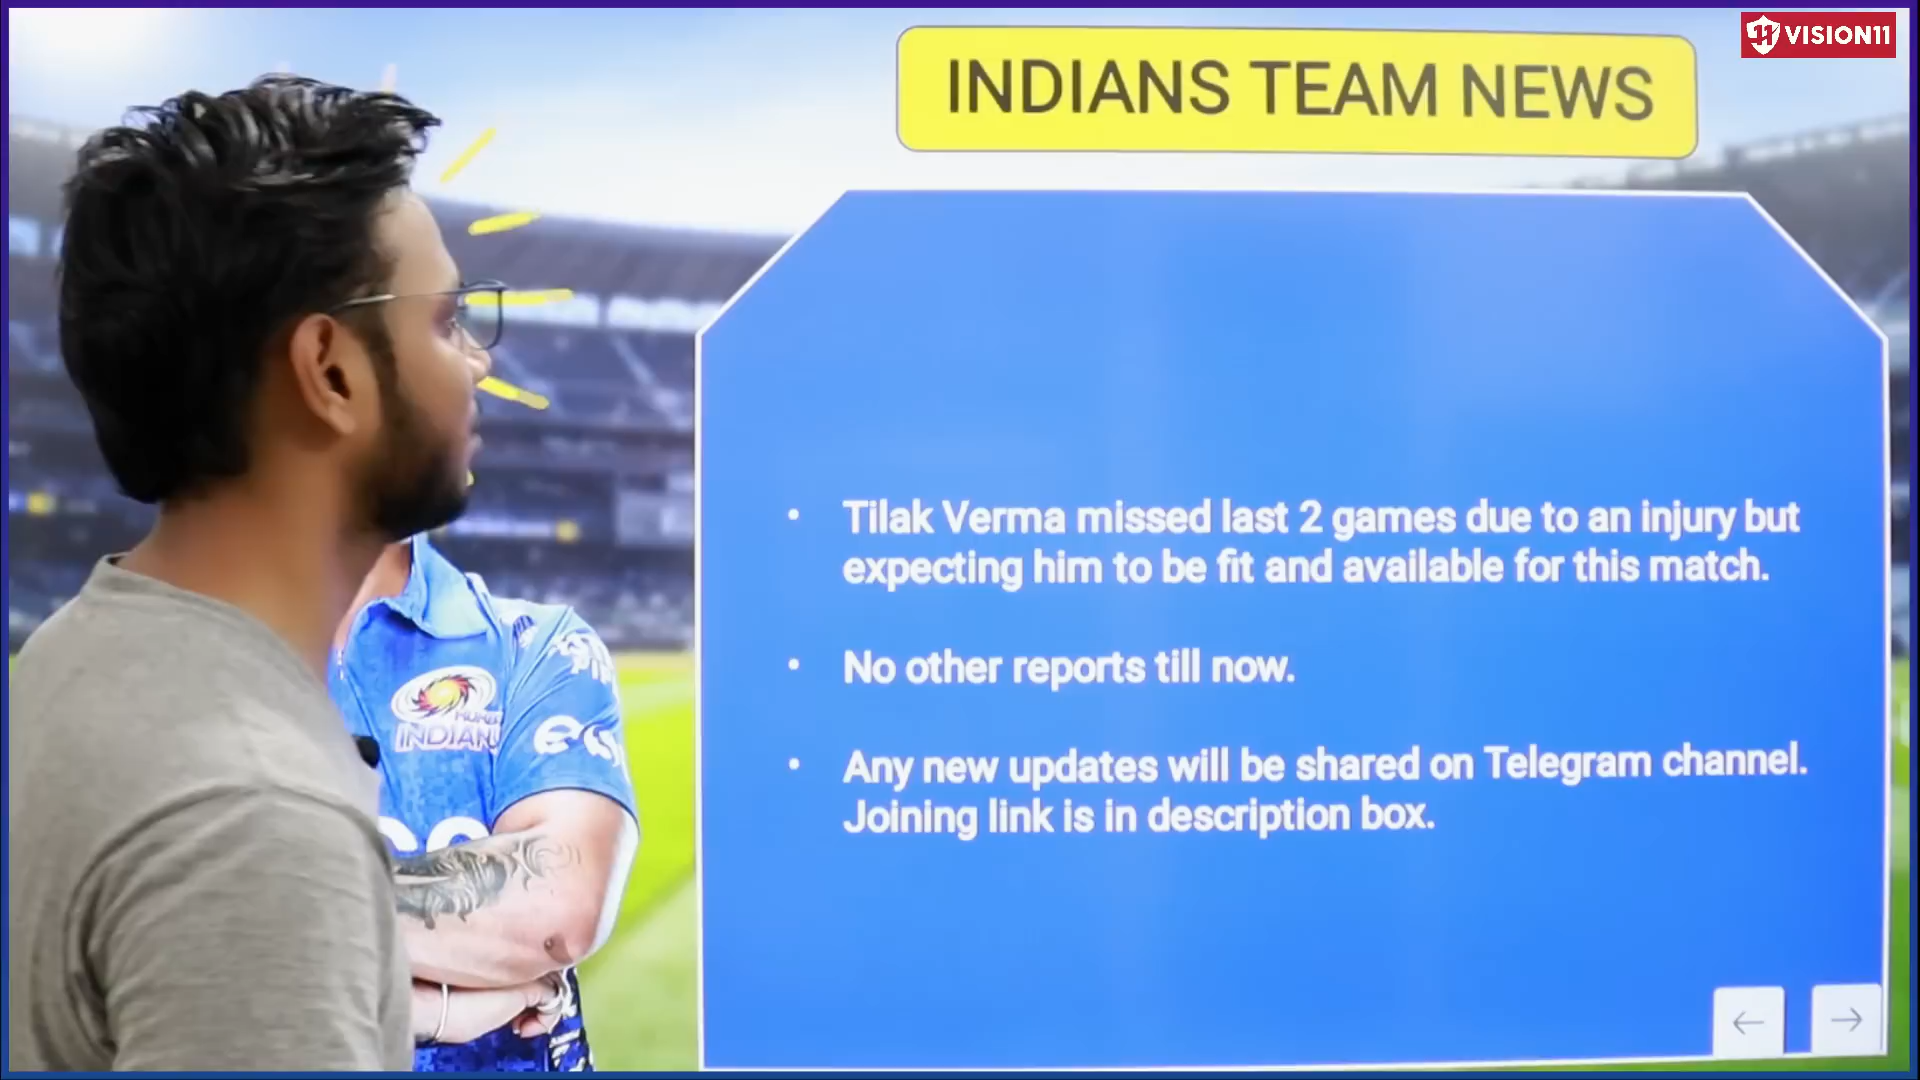 VISION11
INDIANS TEAM NEWS
• Tilak Verma missed last 2 games due to an injury but
expecting him to be fit and available for this match.
• No other reports till now.
• Any new updates will be shared on Telegram channel.
Joining link is in description box.
INDIANS